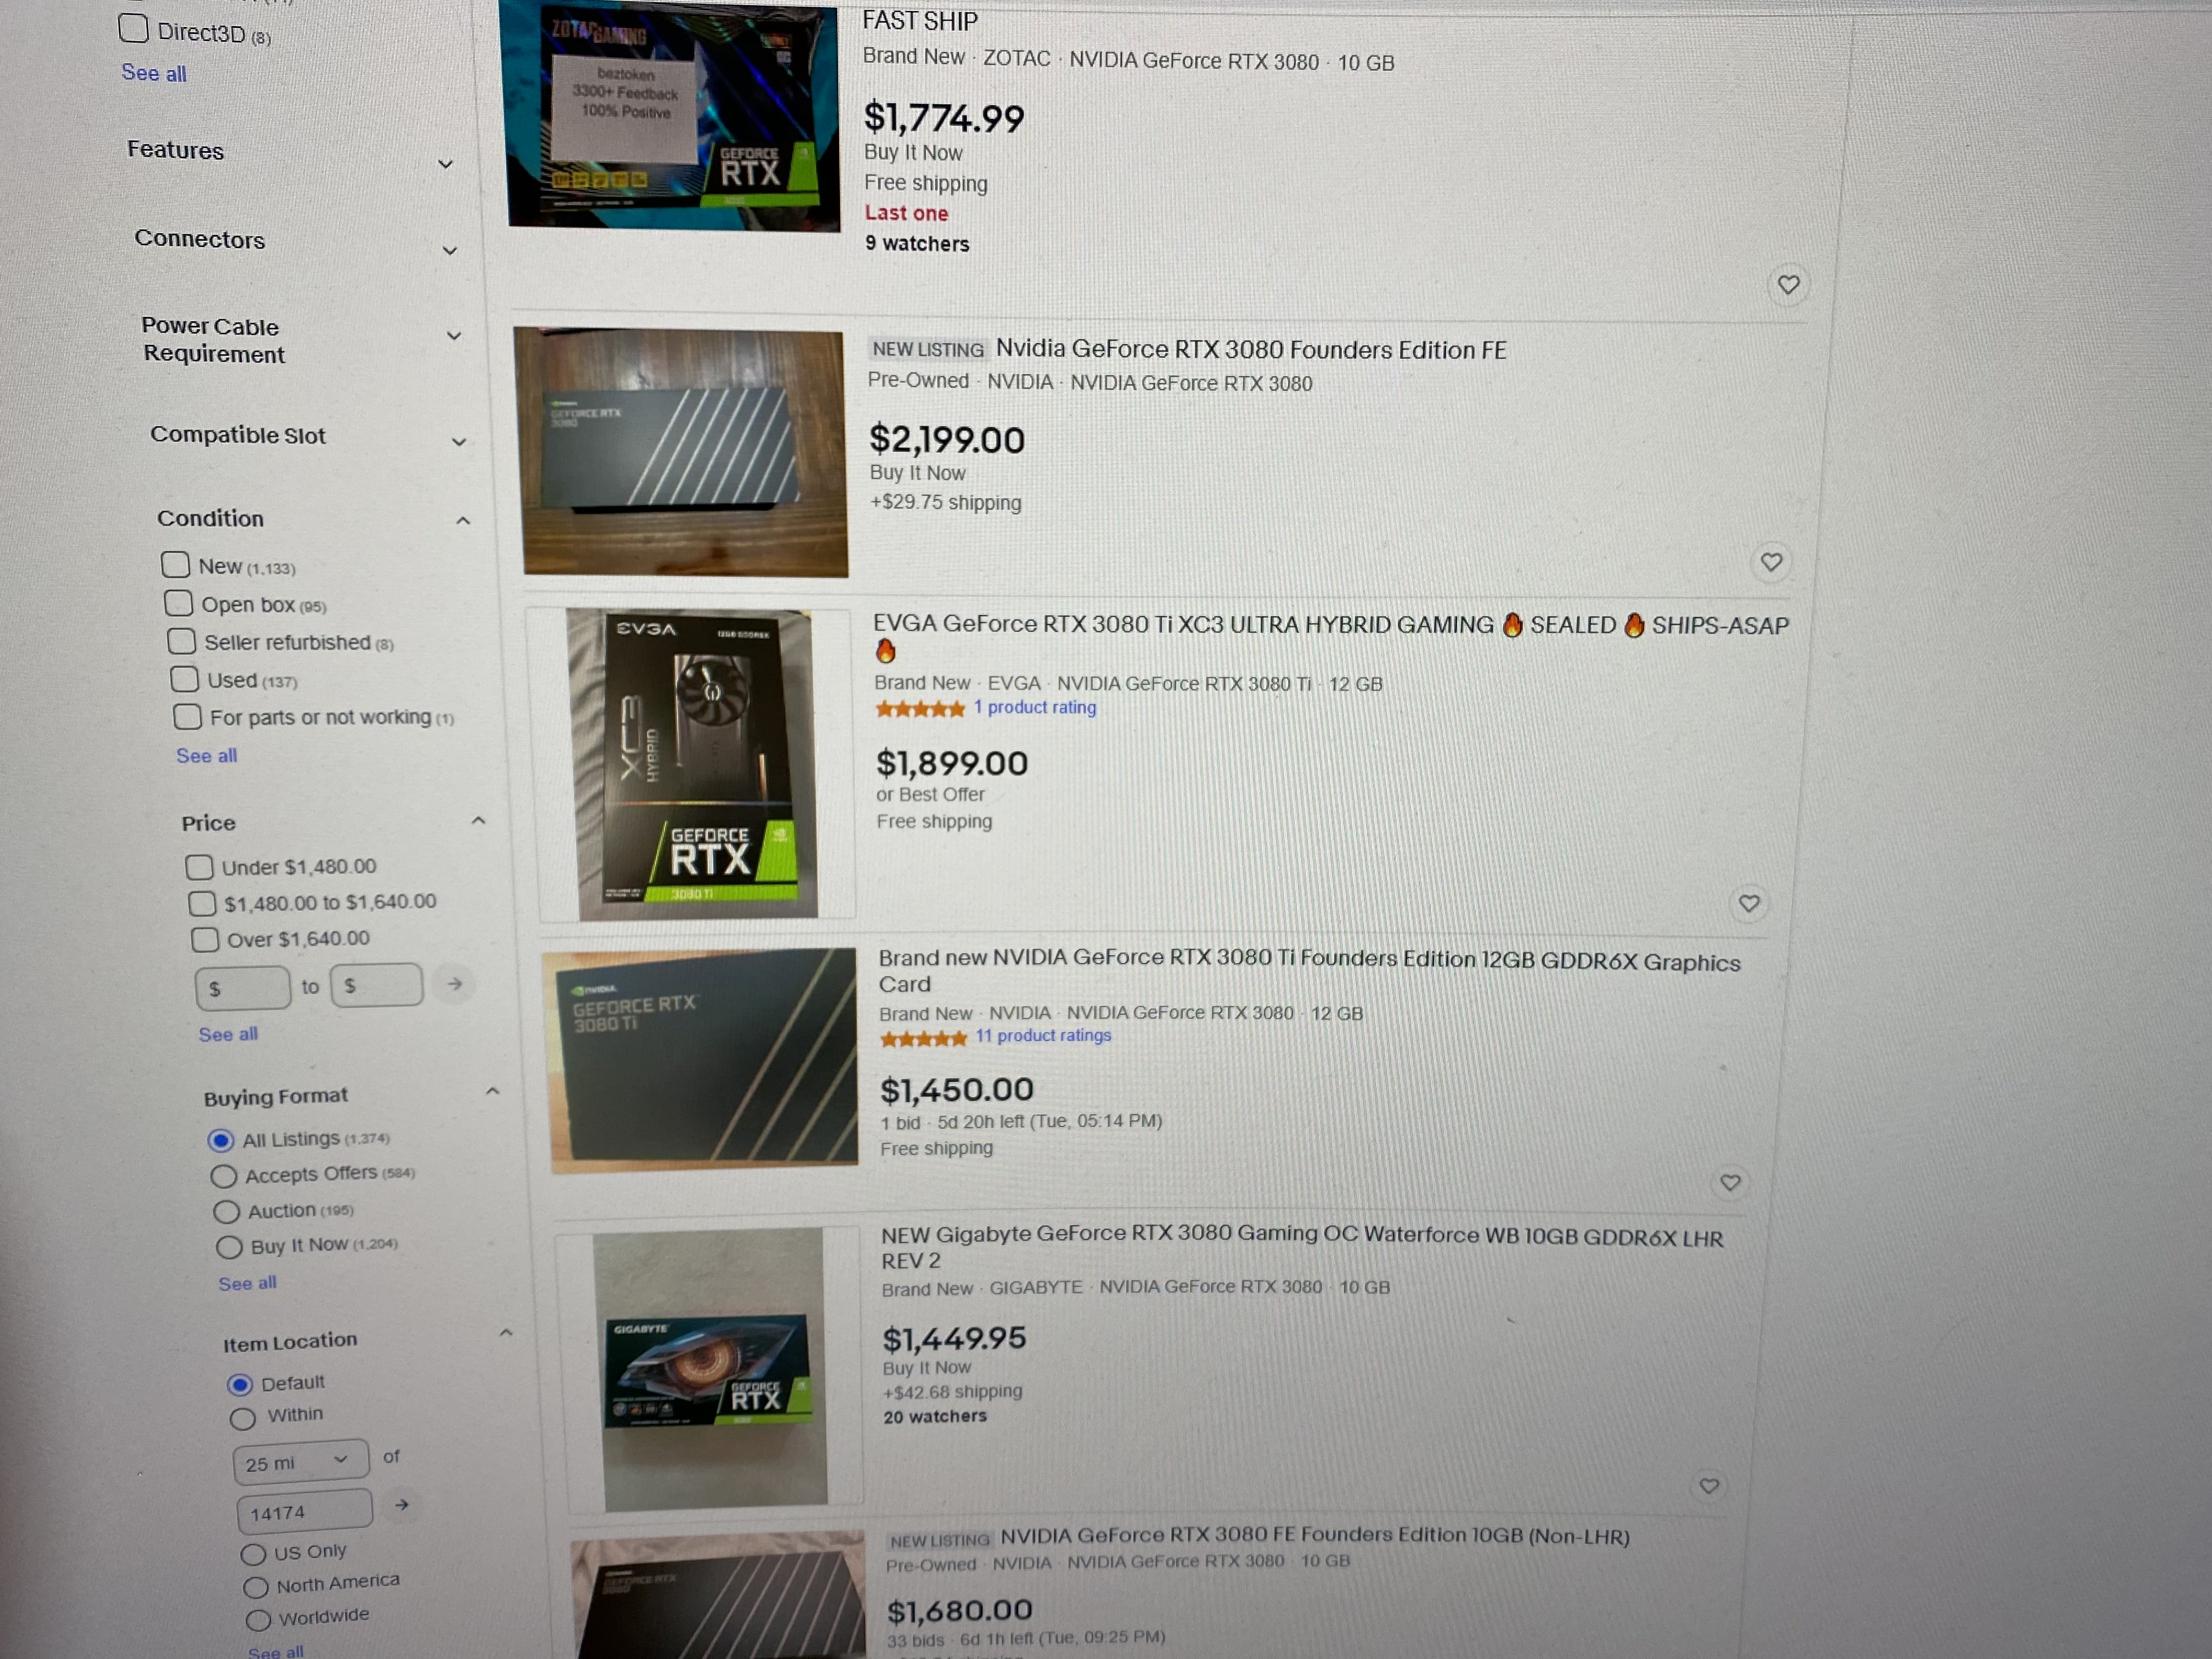 Direct3D (8)
See all
Features
Connectors
Power Cable
Requirement
Compatible Slot
Condition
New (1,133)
Open box (95)
Seller refurbished (8)
Used (137)
For parts or not working (1)
See all
Price
Under $1,480.00
$1,480.00 to $1,640.00
Over $1,640.00
$ to $
See all
Buying Format
All Listings (1,374)
Accepts Offers (584)
Auction (195)
Buy It Now (1,204)
See all
Item Location
Default
Within
25 mi of
14174
US Only
North America
Worldwide
See all
ZOTAC GAMING
beztoken
3300+ Feedback
100% Positive
GEFORCE
RTX
FAST SHIP
Brand New · ZOTAC · NVIDIA GeForce RTX 3080 · 10 GB
$1,774.99
Buy It Now
Free shipping
Last one
9 watchers
GEFORCE RTX
3080
NEW LISTING Nvidia GeForce RTX 3080 Founders Edition FE
Pre-Owned · NVIDIA · NVIDIA GeForce RTX 3080
$2,199.00
Buy It Now
+$29.75 shipping
EVGA
12GB GDDR6X
XC3
HYBRID
GEFORCE
RTX
3080 Ti
EVGA GeForce RTX 3080 Ti XC3 ULTRA HYBRID GAMING 🔥 SEALED 🔥 SHIPS-ASAP
🔥
Brand New · EVGA · NVIDIA GeForce RTX 3080 Ti · 12 GB
1 product rating
$1,899.00
or Best Offer
Free shipping
NVIDIA
GEFORCE RTX
3080 Ti
Brand new NVIDIA GeForce RTX 3080 Ti Founders Edition 12GB GDDR6X Graphics
Card
Brand New · NVIDIA · NVIDIA GeForce RTX 3080 · 12 GB
11 product ratings
$1,450.00
1 bid · 5d 20h left (Tue, 05:14 PM)
Free shipping
GIGABYTE
GEFORCE
RTX
NEW Gigabyte GeForce RTX 3080 Gaming OC Waterforce WB 10GB GDDR6X LHR
REV 2
Brand New · GIGABYTE · NVIDIA GeForce RTX 3080 · 10 GB
$1,449.95
Buy It Now
+$42.68 shipping
20 watchers
GEFORCE RTX
3080
NEW LISTING NVIDIA GeForce RTX 3080 FE Founders Edition 10GB (Non-LHR)
Pre-Owned · NVIDIA · NVIDIA GeForce RTX 3080 · 10 GB
$1,680.00
33 bids · 6d 1h left (Tue, 09:25 PM)